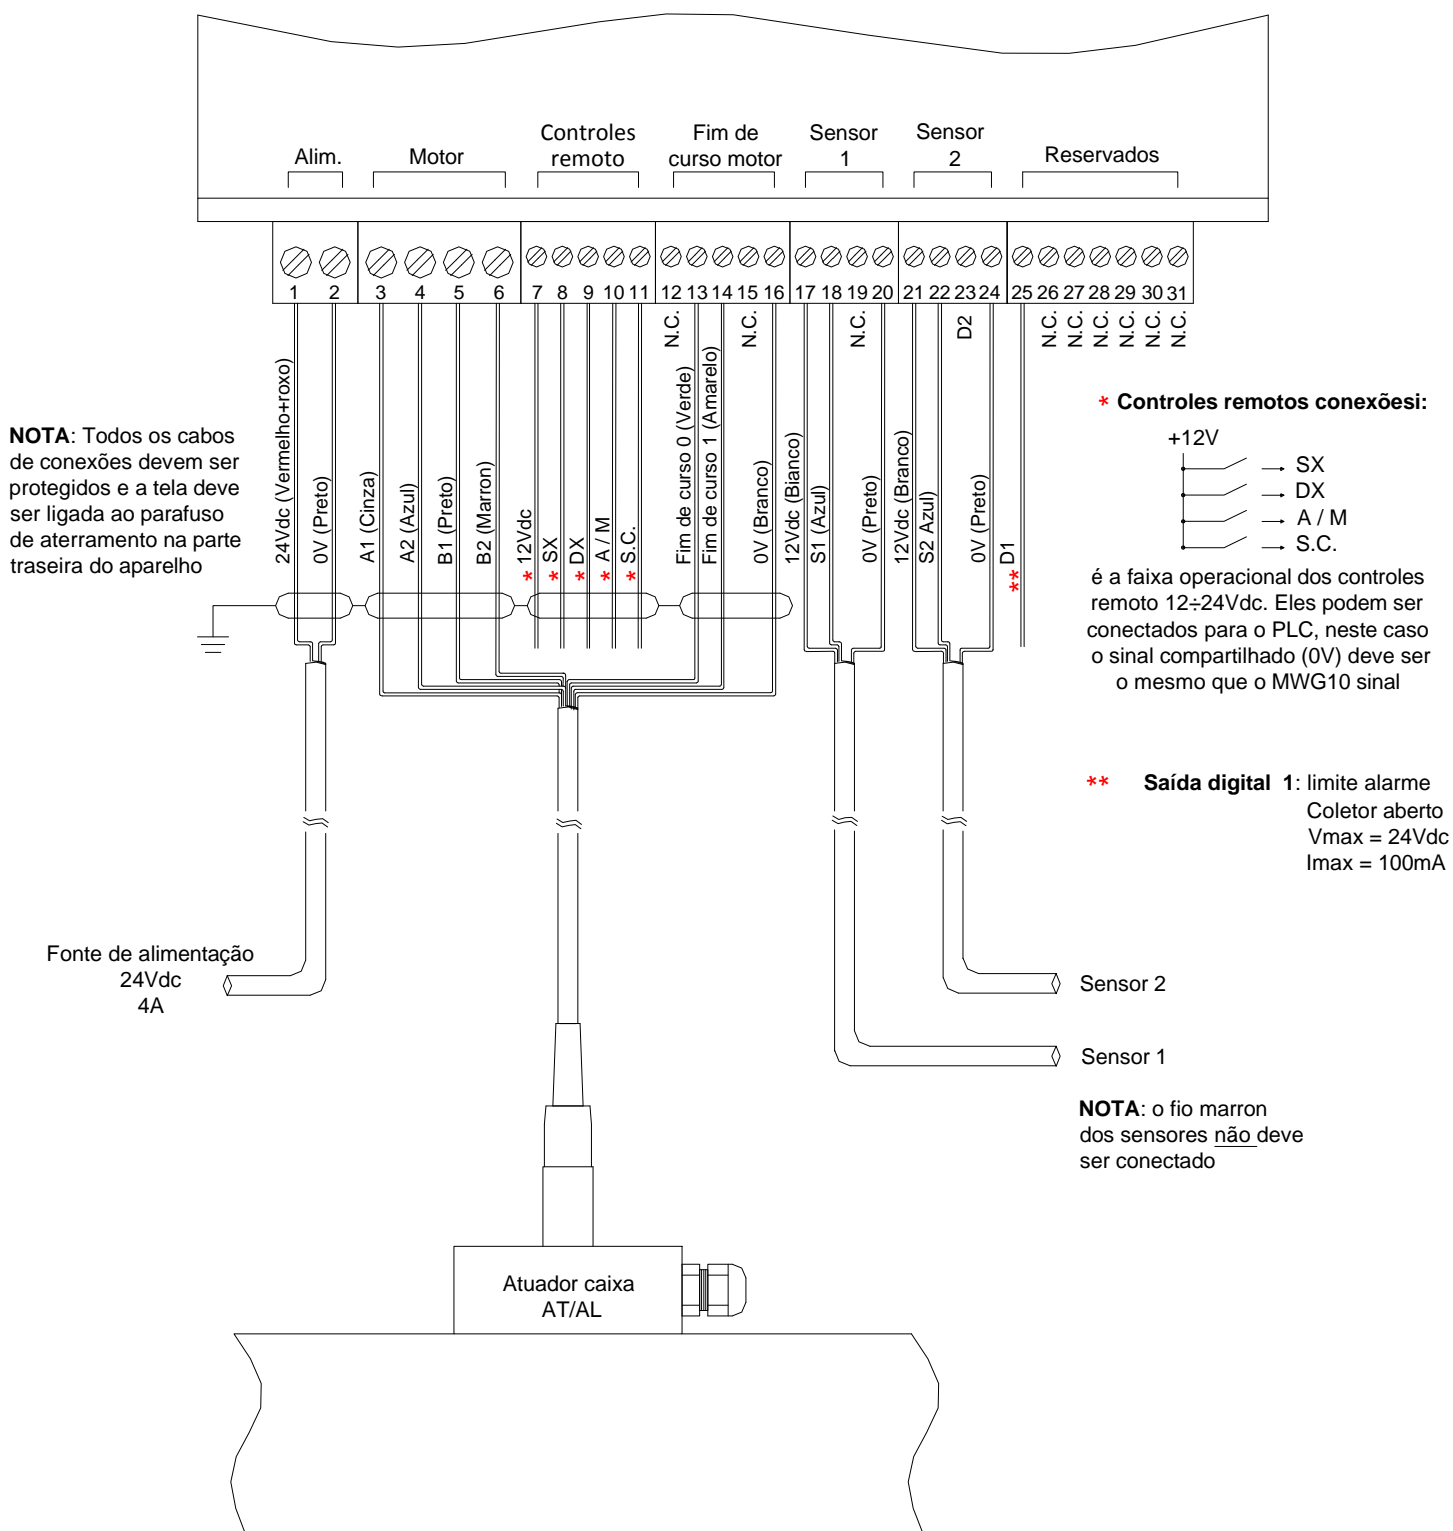 Alim.
Motor
Controles
remoto
Fim de
curso motor
Sensor
1
Sensor
2
Reservados
1 2 3 4 5 6 7 8 9 10 11 12 13 14 15 16 17 18 19 20 21 22 23 24 25 26 27 28 29 30 31
24Vdc (Vermelho+roxo)
0V (Preto)
A1 (Cinza)
A2 (Azul)
B1 (Preto)
B2 (Marron)
* 12Vdc
* SX
* DX
* A / M
* S.C.
N.C.
Fim de curso 0 (Verde)
Fim de curso 1 (Amarelo)
N.C.
0V (Branco)
12Vdc (Bianco)
S1 (Azul)
N.C.
0V (Preto)
12Vdc (Branco)
S2 Azul)
D2
0V (Preto)
** D1
N.C.
N.C.
N.C.
N.C.
N.C.
N.C.
NOTA: Todos os cabos
de conexões devem ser
protegidos e a tela deve
ser ligada ao parafuso
de aterramento na parte
traseira do aparelho
* Controles remotos conexõesi:
+12V
SX
DX
A / M
S.C.
é a faixa operacional dos controles
remoto 12÷24Vdc. Eles podem ser
conectados para o PLC, neste caso
o sinal compartilhado (0V) deve ser
o mesmo que o MWG10 sinal
** Saída digital 1: limite alarme
Coletor aberto
Vmax = 24Vdc
Imax = 100mA
Fonte de alimentação
24Vdc
4A
Sensor 2
Sensor 1
NOTA: o fio marron
dos sensores não deve
ser conectado
Atuador caixa
AT/AL